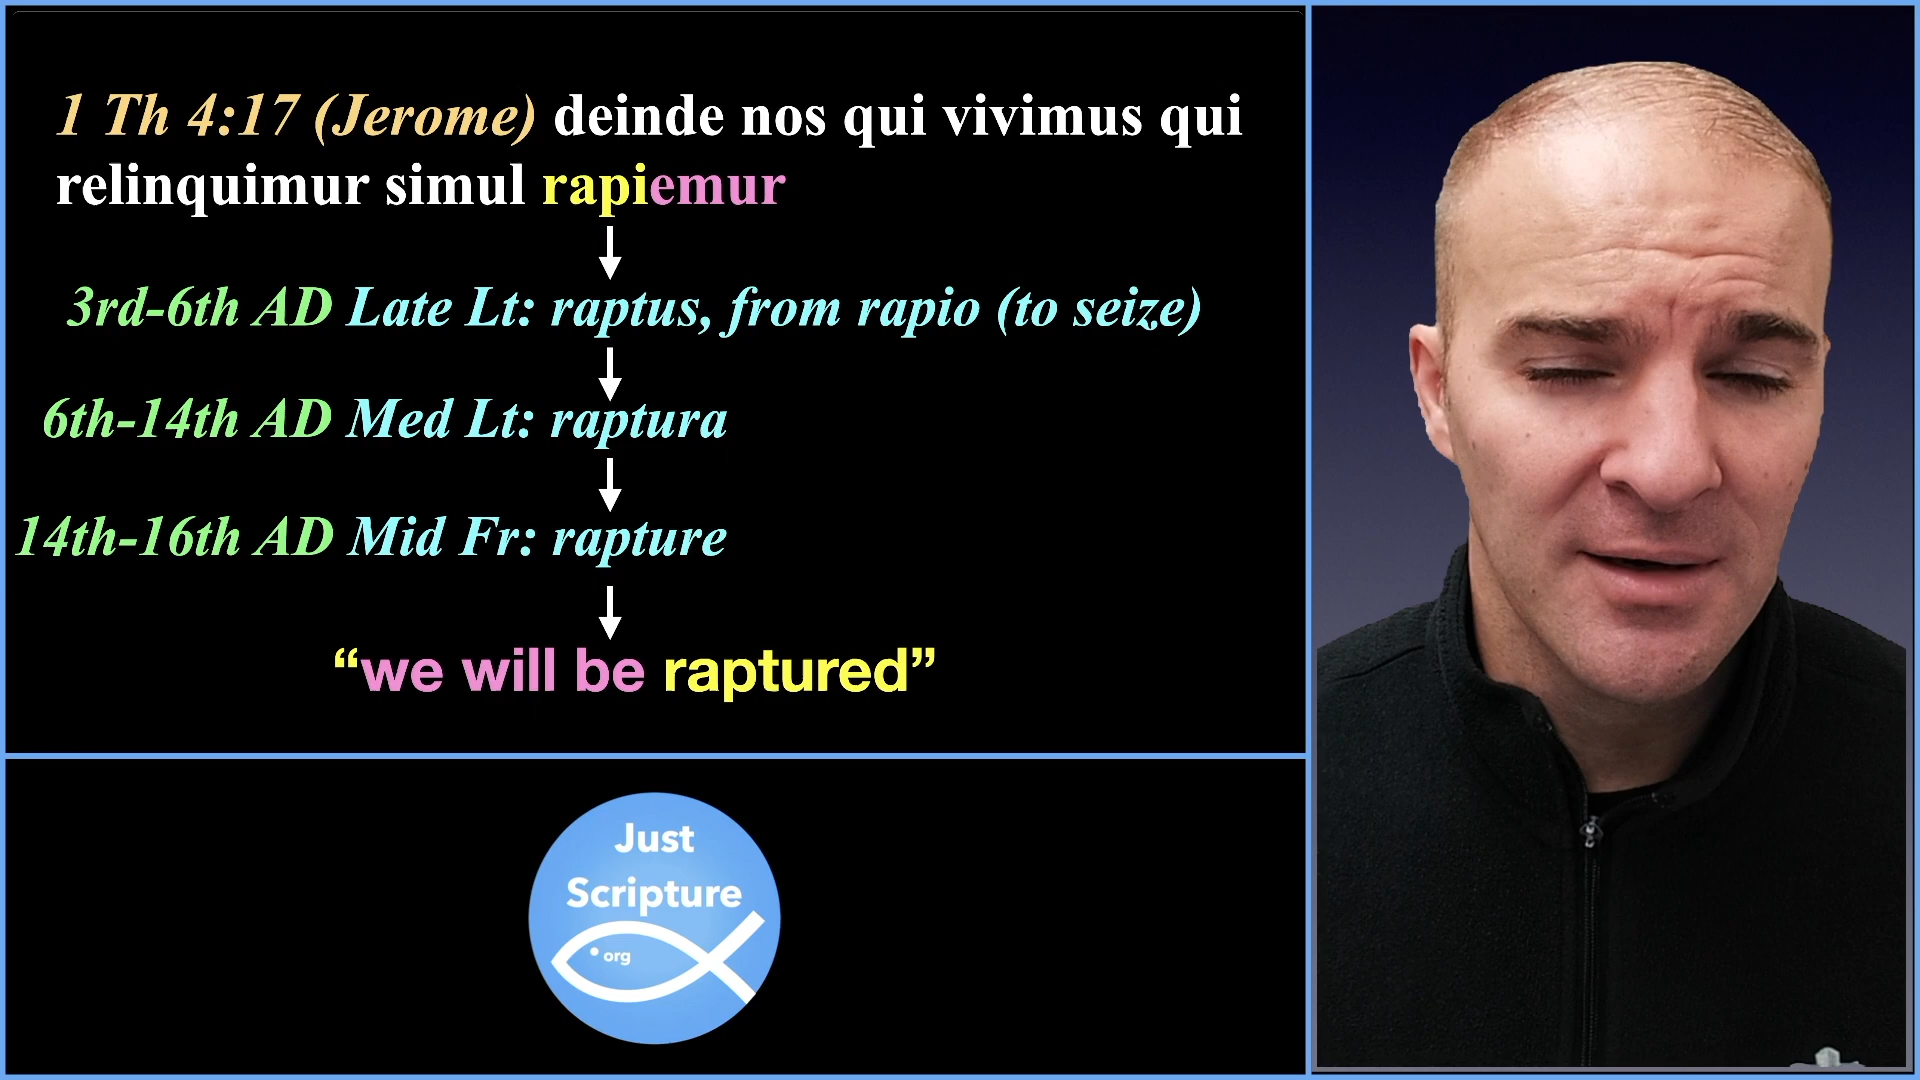 1 Th 4:17 (Jerome) deinde nos qui vivimus qui
relinquimur simul rapiemur
3rd-6th AD Late Lt: raptus, from rapio (to seize)
6th-14th AD Med Lt: raptura
14th-16th AD Mid Fr: rapture
“we will be raptured”
Just
Scripture
org